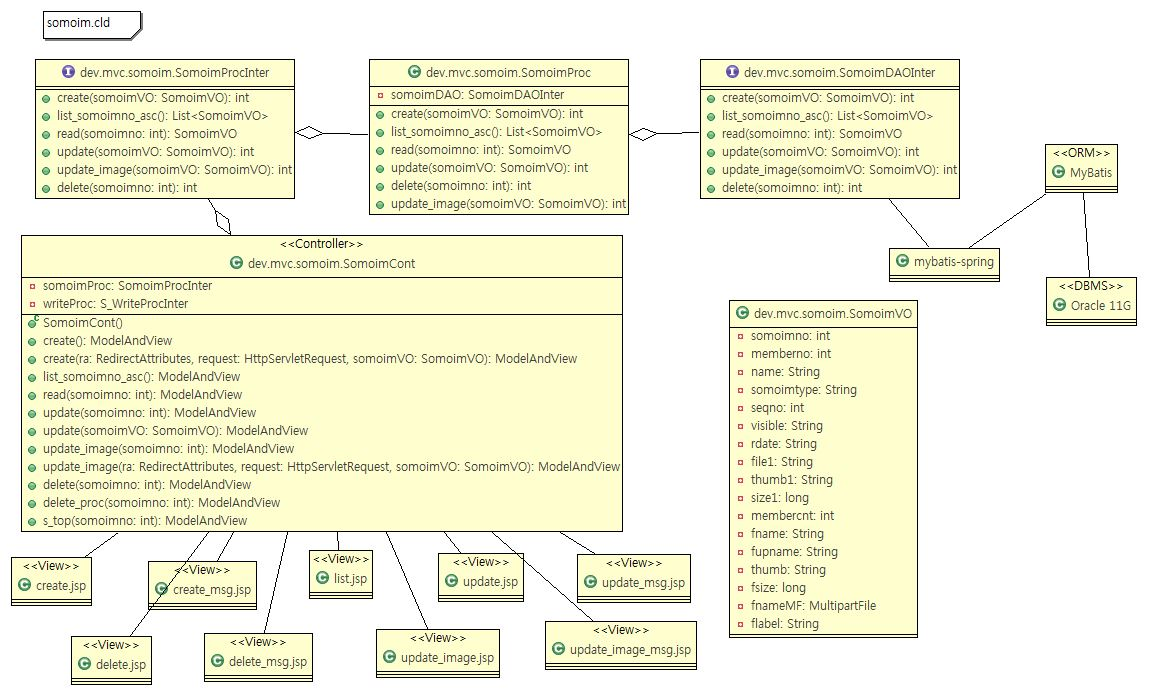 somoim.cld
dev.mvc.somoim.SomoimProcInter
create(somoimVO: SomoimVO): int
list_somoimno_asc(): List<SomoimVO>
read(somoimno: int): SomoimVO
update(somoimVO: SomoimVO): int
update_image(somoimVO: SomoimVO): int
delete(somoimno: int): int
dev.mvc.somoim.SomoimProc
somoimDAO: SomoimDAOInter
create(somoimVO: SomoimVO): int
list_somoimno_asc(): List<SomoimVO>
read(somoimno: int): SomoimVO
update(somoimVO: SomoimVO): int
delete(somoimno: int): int
update_image(somoimVO: SomoimVO): int
dev.mvc.somoim.SomoimDAOInter
create(somoimVO: SomoimVO): int
list_somoimno_asc(): List<SomoimVO>
read(somoimno: int): SomoimVO
update(somoimVO: SomoimVO): int
update_image(somoimVO: SomoimVO): int
delete(somoimno: int): int
<<ORM>>
MyBatis
mybatis-spring
<<DBMS>>
Oracle 11G
<<Controller>>
dev.mvc.somoim.SomoimCont
somoimProc: SomoimProcInter
writeProc: S_WriteProcInter
SomoimCont()
create(): ModelAndView
create(ra: RedirectAttributes, request: HttpServletRequest, somoimVO: SomoimVO): ModelAndView
list_somoimno_asc(): ModelAndView
read(somoimno: int): ModelAndView
update(somoimno: int): ModelAndView
update(somoimVO: SomoimVO): ModelAndView
update_image(somoimno: int): ModelAndView
update_image(ra: RedirectAttributes, request: HttpServletRequest, somoimVO: SomoimVO): ModelAndView
delete(somoimno: int): ModelAndView
delete_proc(somoimno: int): ModelAndView
s_top(somoimno: int): ModelAndView
dev.mvc.somoim.SomoimVO
somoimno: int
memberno: int
name: String
somoimtype: String
seqno: int
visible: String
rdate: String
file1: String
thumb1: String
size1: long
membercnt: int
fname: String
fupname: String
thumb: String
fsize: long
fnameMF: MultipartFile
flabel: String
<<View>>
create.jsp
<<View>>
create_msg.jsp
<<View>>
list.jsp
<<View>>
update.jsp
<<View>>
update_msg.jsp
<<View>>
delete.jsp
<<View>>
delete_msg.jsp
<<View>>
update_image.jsp
<<View>>
update_image_msg.jsp